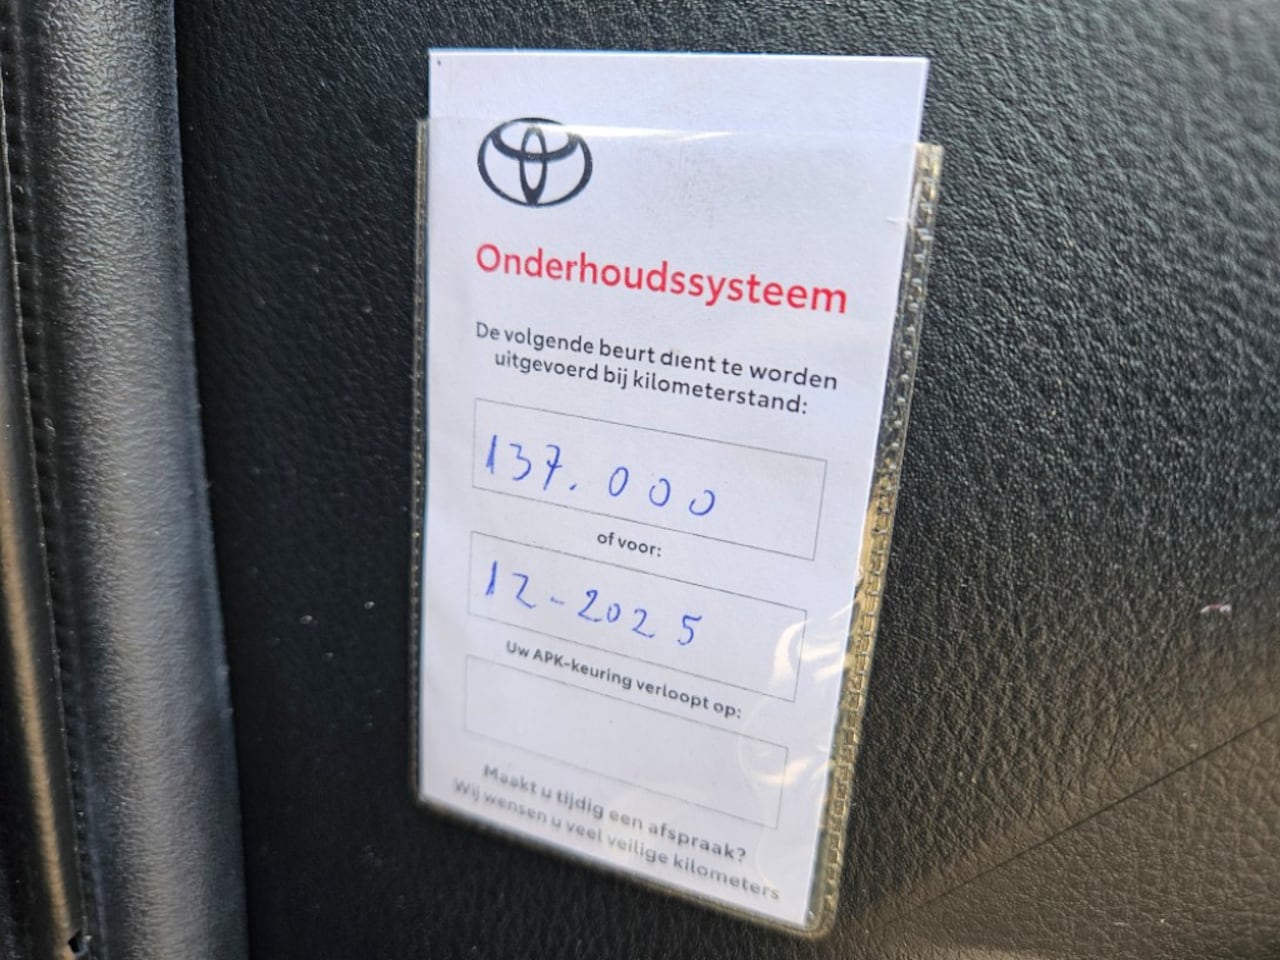 Onderhoudssysteem
De volgende beurt dient te worden
uitgevoerd bij kilometerstand:
137.000
of voor:
12-2025
Uw APK-keuring verloopt op:
Maakt u tijdig een afspraak?
Wij wensen u veel veilige kilometers